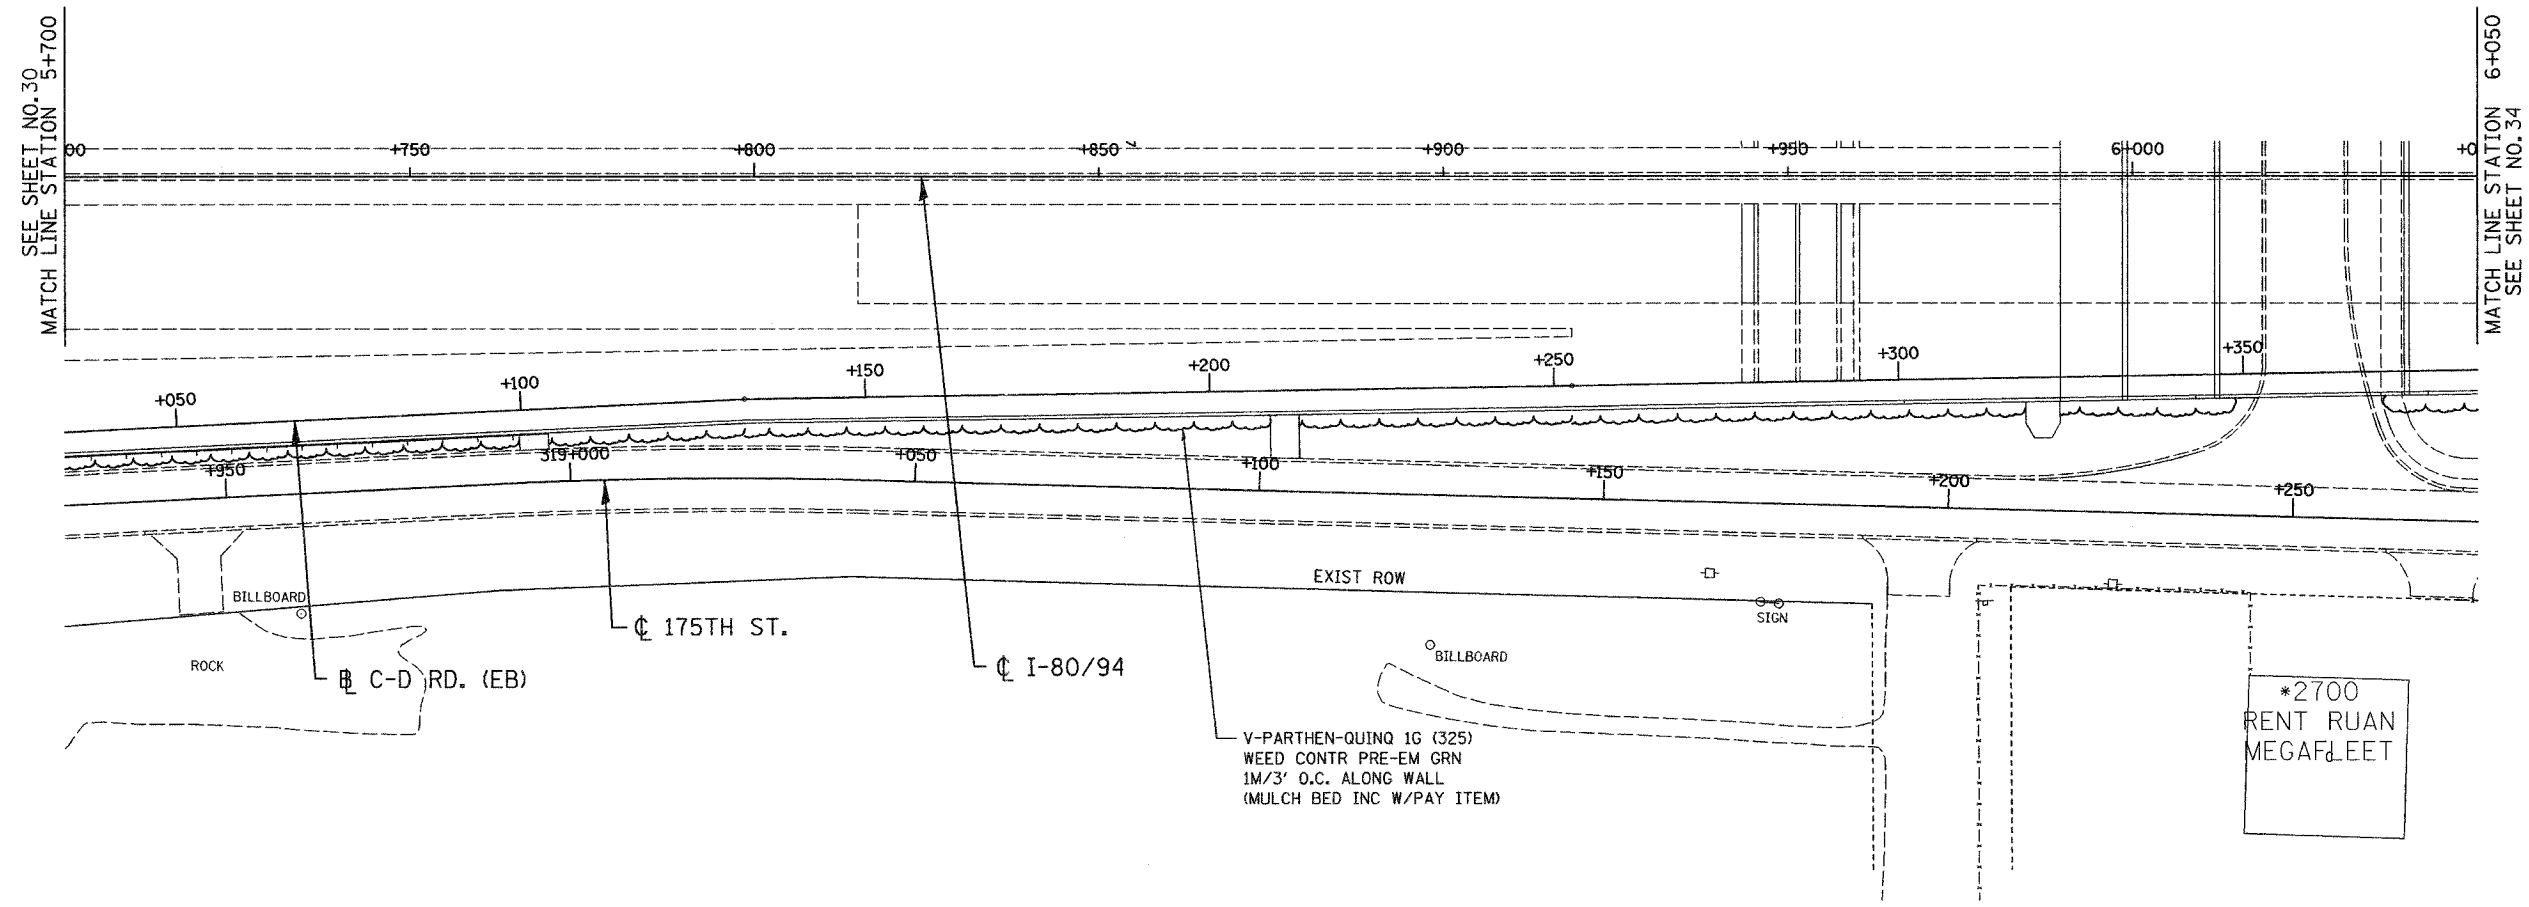 SEE SHEET NO.30
MATCH LINE STATION 5+700
00
+750
+800
+850
+900
+950
6+000
+0
MATCH LINE STATION 6+050
SEE SHEET NO.34
+050
+100
+150
+200
+250
+300
+350
+950
319+000
+050
+100
+150
+200
+250
BILLBOARD
EXIST ROW
SIGN
℄ 175TH ST.
ROCK
BILLBOARD
B̲L C-D RD. (EB)
℄ I-80/94
*2700
RENT RUAN
MEGAFLEET
V-PARTHEN-QUINQ 1G (325)
WEED CONTR PRE-EM GRN
1M/3' O.C. ALONG WALL
(MULCH BED INC W/PAY ITEM)